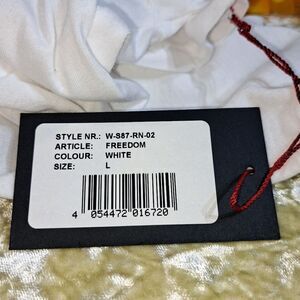 STYLE NR.: W-S87-RN-02
ARTICLE: FREEDOM
COLOUR: WHITE
SIZE: L
4 054472 016720